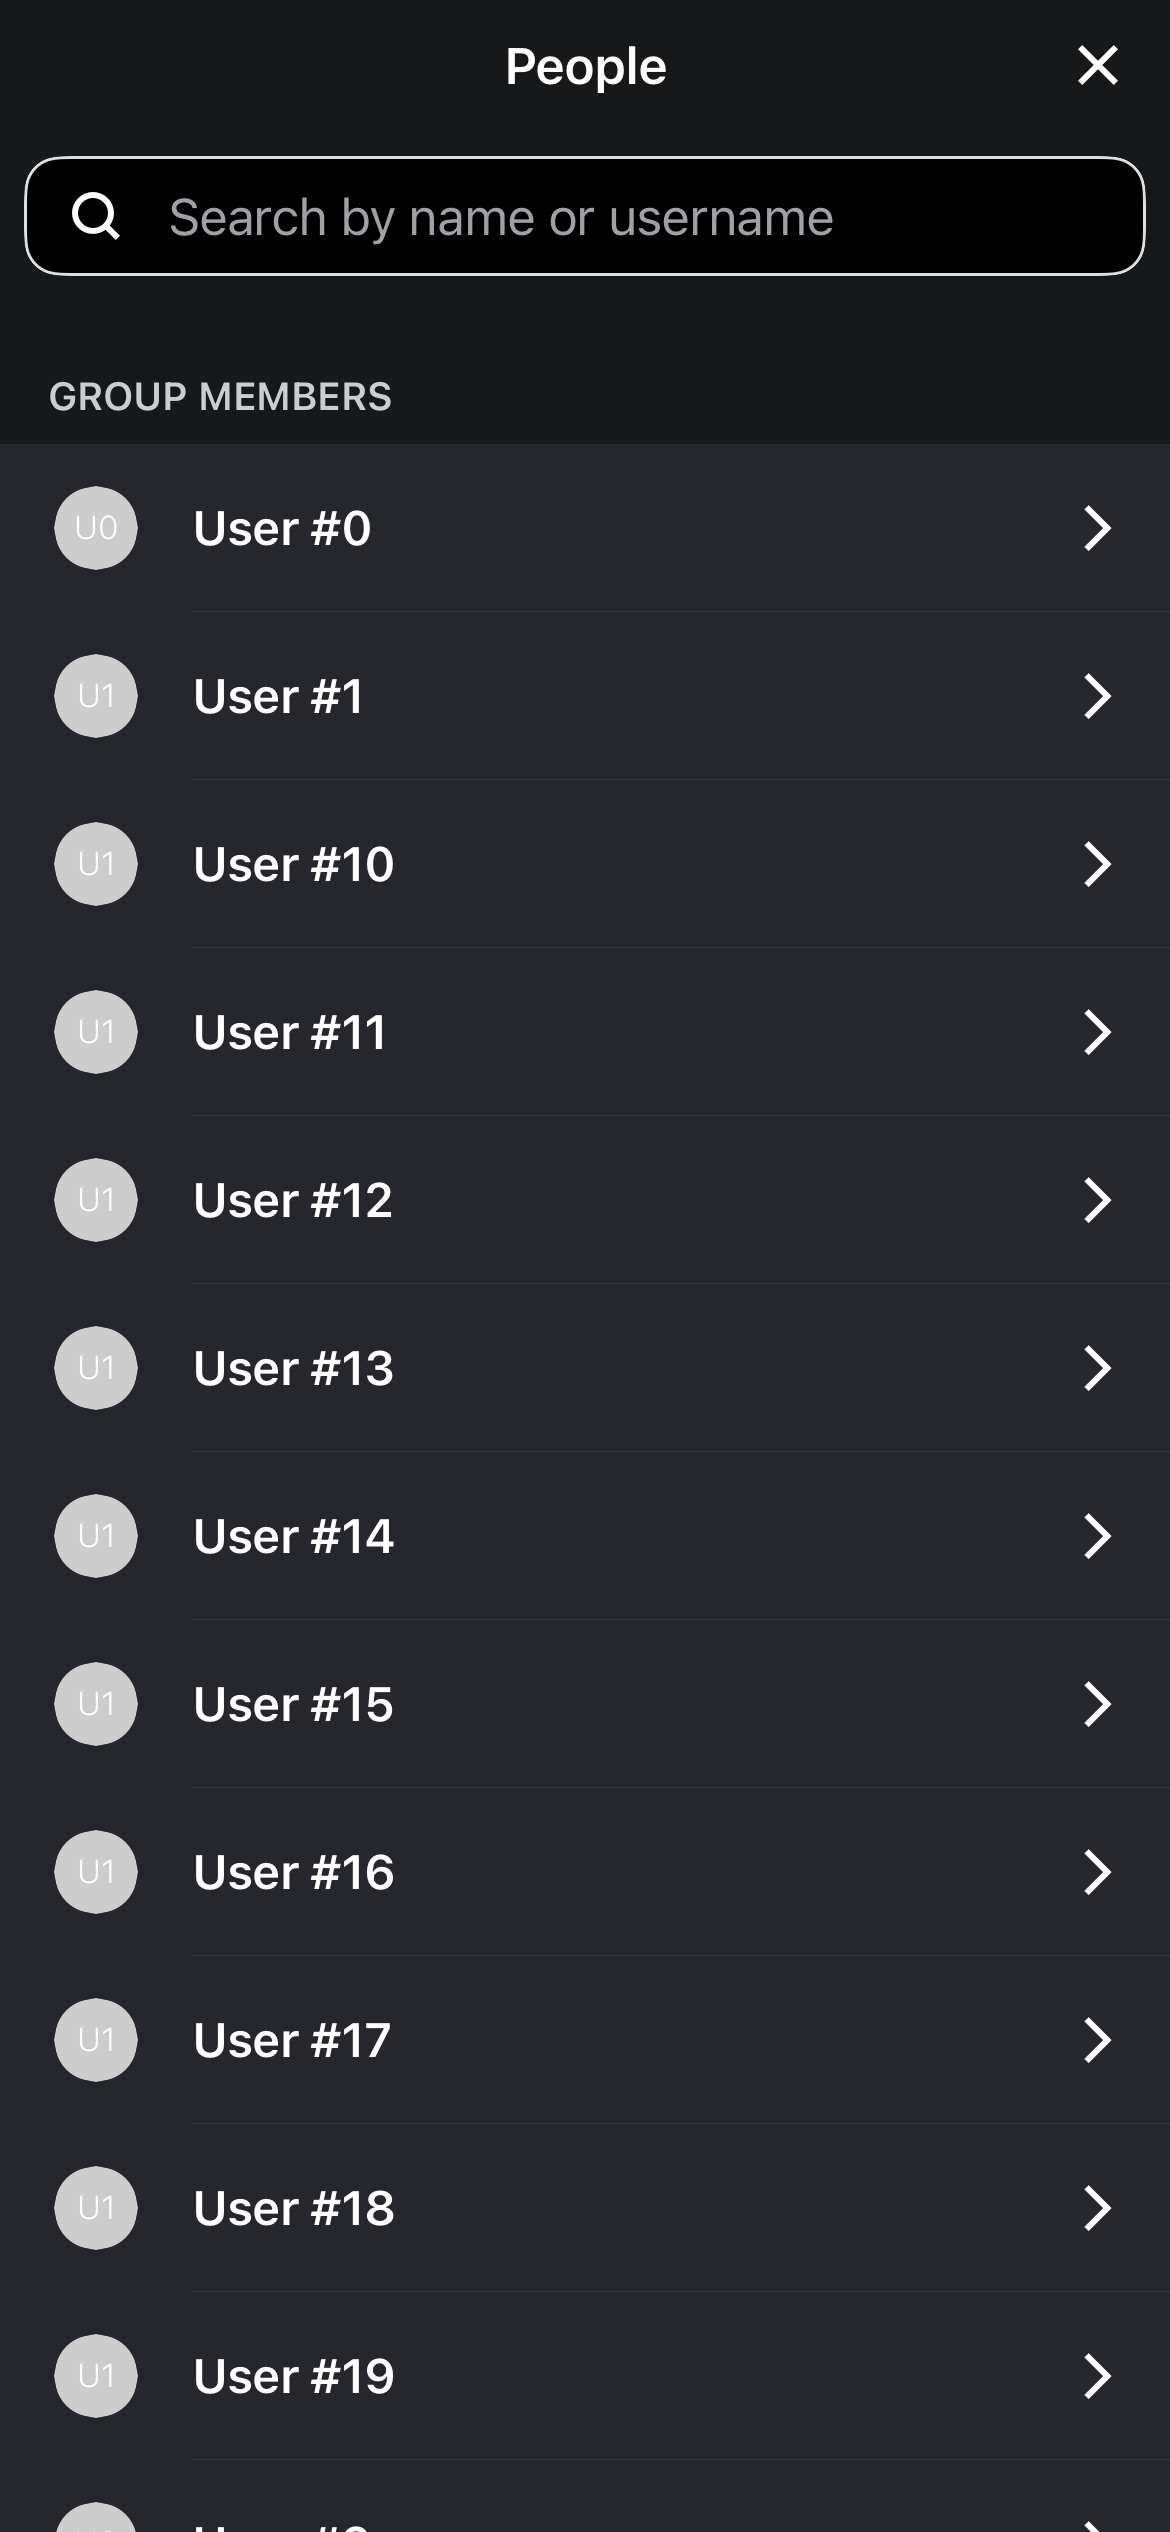 People
Search by name or username
GROUP MEMBERS
U0 User #0
U1 User #1
U1 User #10
U1 User #11
U1 User #12
U1 User #13
U1 User #14
U1 User #15
U1 User #16
U1 User #17
U1 User #18
U1 User #19